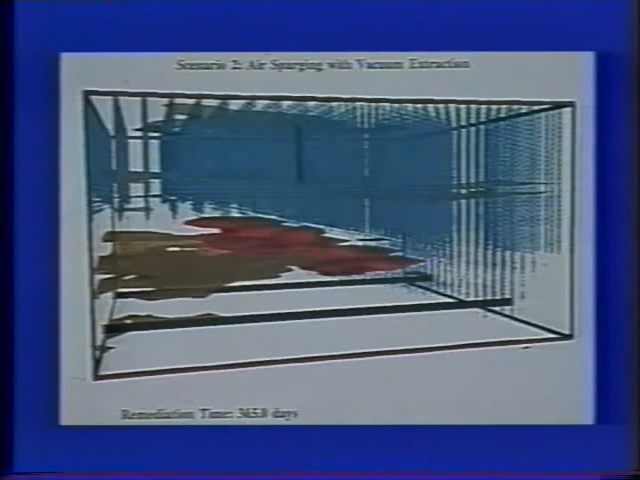 Scenario 2: Air Sparging with Vacuum Extraction
Remediation Time: 365.0 days